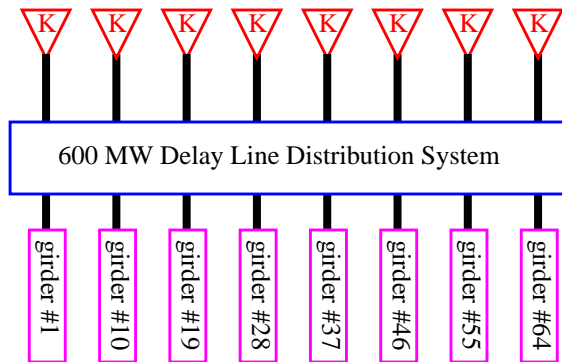 K K K K K K K K
600 MW Delay Line Distribution System
girder #1
girder #10
girder #19
girder #28
girder #37
girder #46
girder #55
girder #64